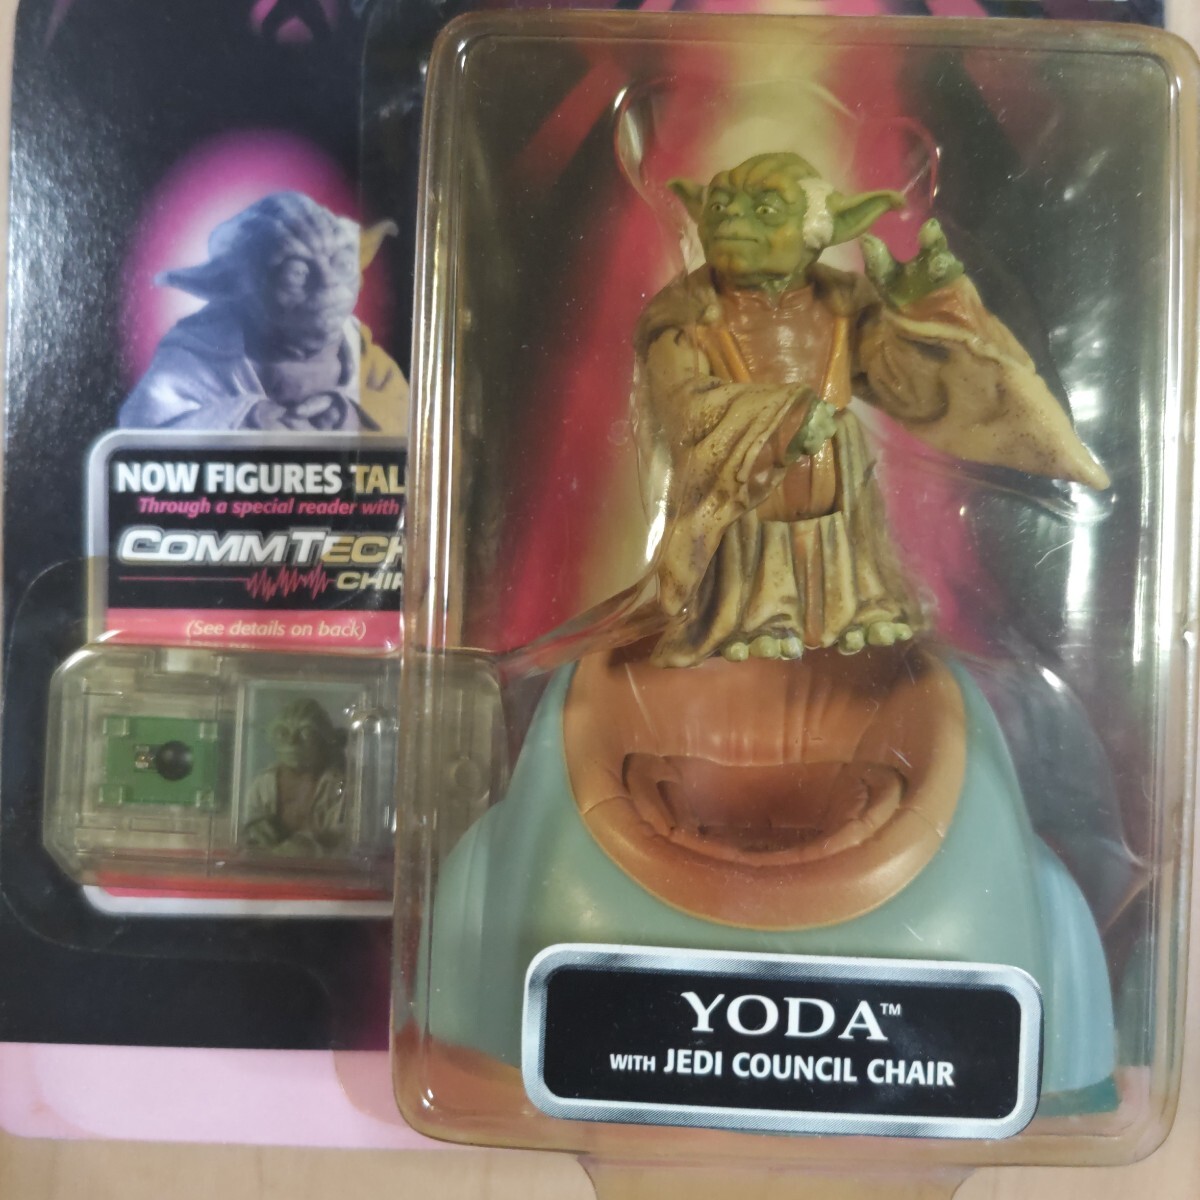 NOW FIGURES TAL
Through a special reader with
COMMTECH
CHIP
(See details on back)
YODA™
WITH JEDI COUNCIL CHAIR